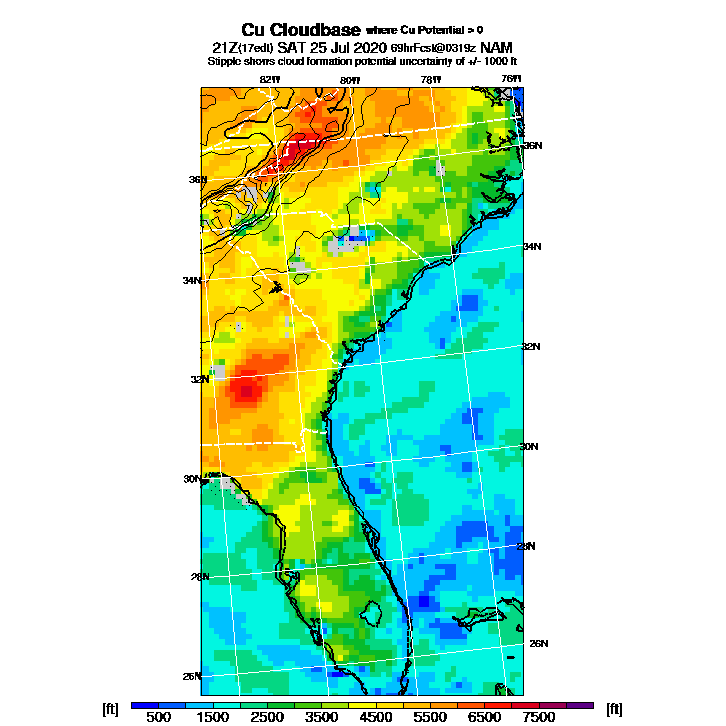 Cu Cloudbase where Cu Potential > 0
21Z(17edt) SAT 25 Jul 2020 69hrFcst@0319z NAM
Stipple shows cloud formation potential uncertainty of +/- 1000 ft
82W 80W 78W 76W
36N
36N
34N
34N
32N
32N
30N
30N
28N
28N
26N
26N
[ft] [ft]
500 1500 2500 3500 4500 5500 6500 7500